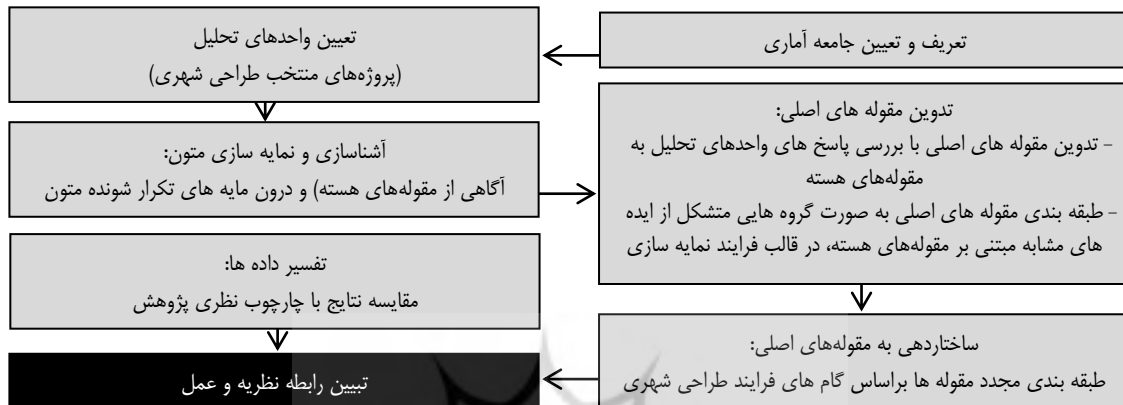 تعریف و تعیین جامعه آماری
تعیین واحدهای تحلیل
(پروژه‌های منتخب طراحی شهری)
آشناسازی و نمایه سازی متون:
آگاهی از مقوله‌های هسته) و درون مایه های تکرار شونده متون
تدوین مقوله های اصلی:
- تدوین مقوله های اصلی با بررسی پاسخ های واحدهای تحلیل به
مقوله‌های هسته
- طبقه بندی مقوله های اصلی به صورت گروه هایی متشکل از ایده
های مشابه مبتنی بر مقوله‌های هسته، در قالب فرایند نمایه سازی
ساختاردهی به مقوله‌های اصلی:
طبقه بندی مجدد مقوله ها براساس گام های فرایند طراحی شهری
تفسیر داده ها:
مقایسه نتایج با چارچوب نظری پژوهش
تبیین رابطه نظریه و عمل